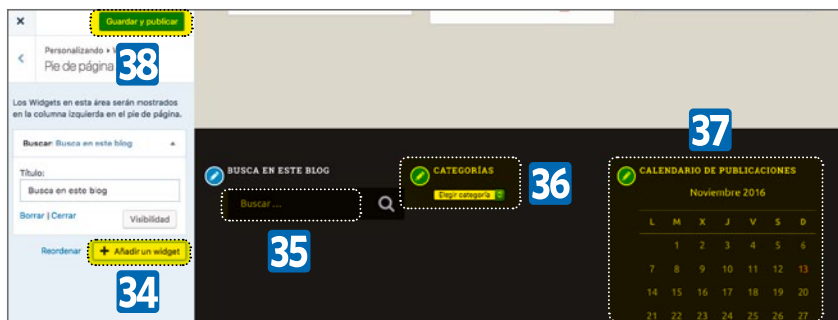 Guardar y publicar
38
Personalizando ▸
Pie de página
Los Widgets en esta área serán mostrados
en la columna izquierda en el pie de página.
Buscar: Busca en este blog
Título:
Busca en este blog
Borrar | Cerrar
Visibilidad
Reordenar
+ Añadir un widget
34
BUSCA EN ESTE BLOG
Buscar ...
35
CATEGORÍAS
Elegir categoría
36
37
CALENDARIO DE PUBLICACIONES
Noviembre 2016
L M X J V S D
1 2 3 4 5 6
7 8 9 10 11 12 13
14 15 16 17 18 19 20
21 22 23 24 25 26 27